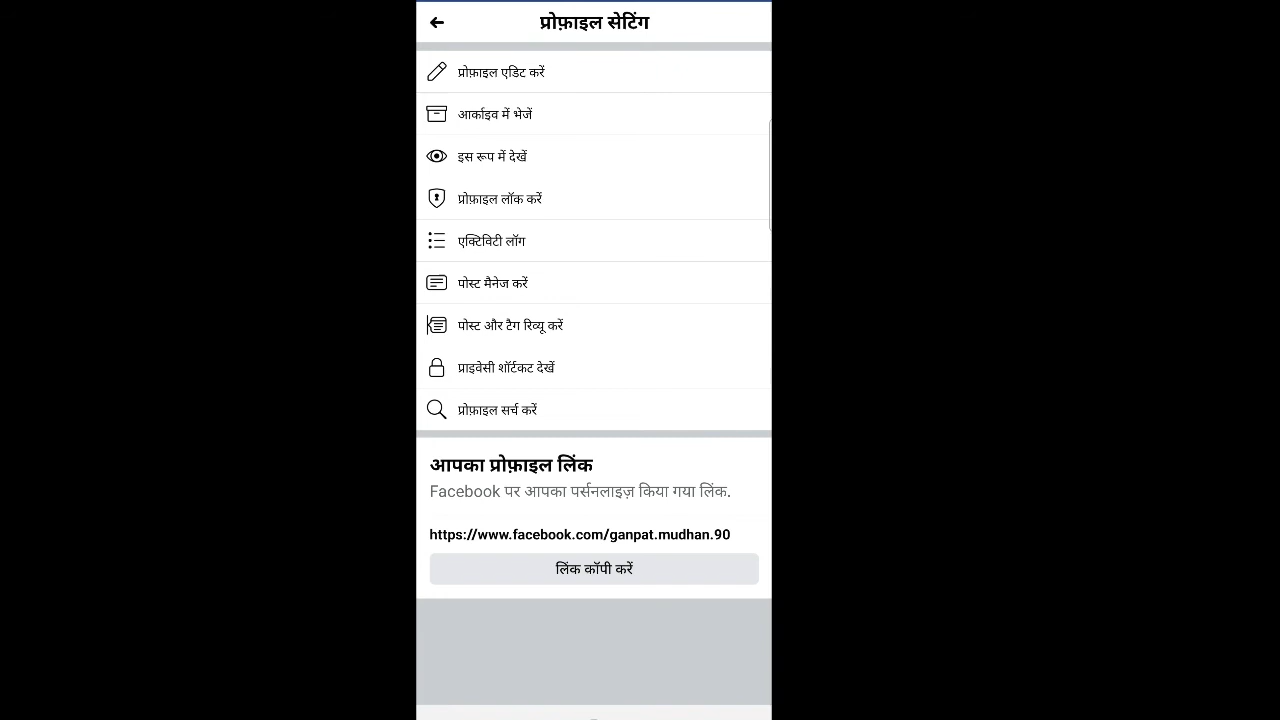 प्रोफ़ाइल सेटिंग
प्रोफ़ाइल एडिट करें
आर्काइव में भेजें
इस रूप में देखें
प्रोफ़ाइल लॉक करें
एक्टिविटी लॉग
पोस्ट मैनेज करें
पोस्ट और टैग रिव्यू करें
प्राइवेसी शॉर्टकट देखें
प्रोफ़ाइल सर्च करें
आपका प्रोफ़ाइल लिंक
Facebook पर आपका पर्सनलाइज़ किया गया लिंक.
https://www.facebook.com/ganpat.mudhan.90
लिंक कॉपी करें